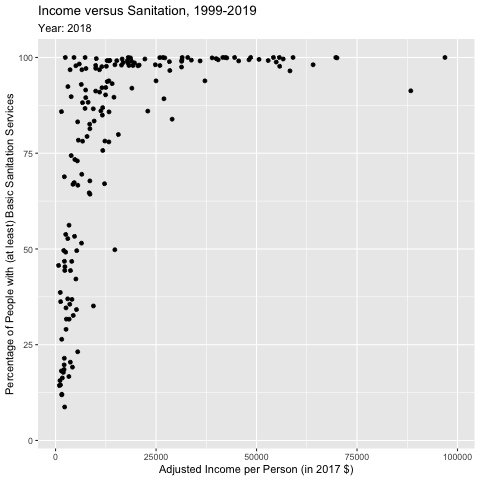 Income versus Sanitation, 1999-2019
Year: 2018
Percentage of People with (at least) Basic Sanitation Services
100
75
50
25
0
0
25000
50000
75000
100000
Adjusted Income per Person (in 2017 $)